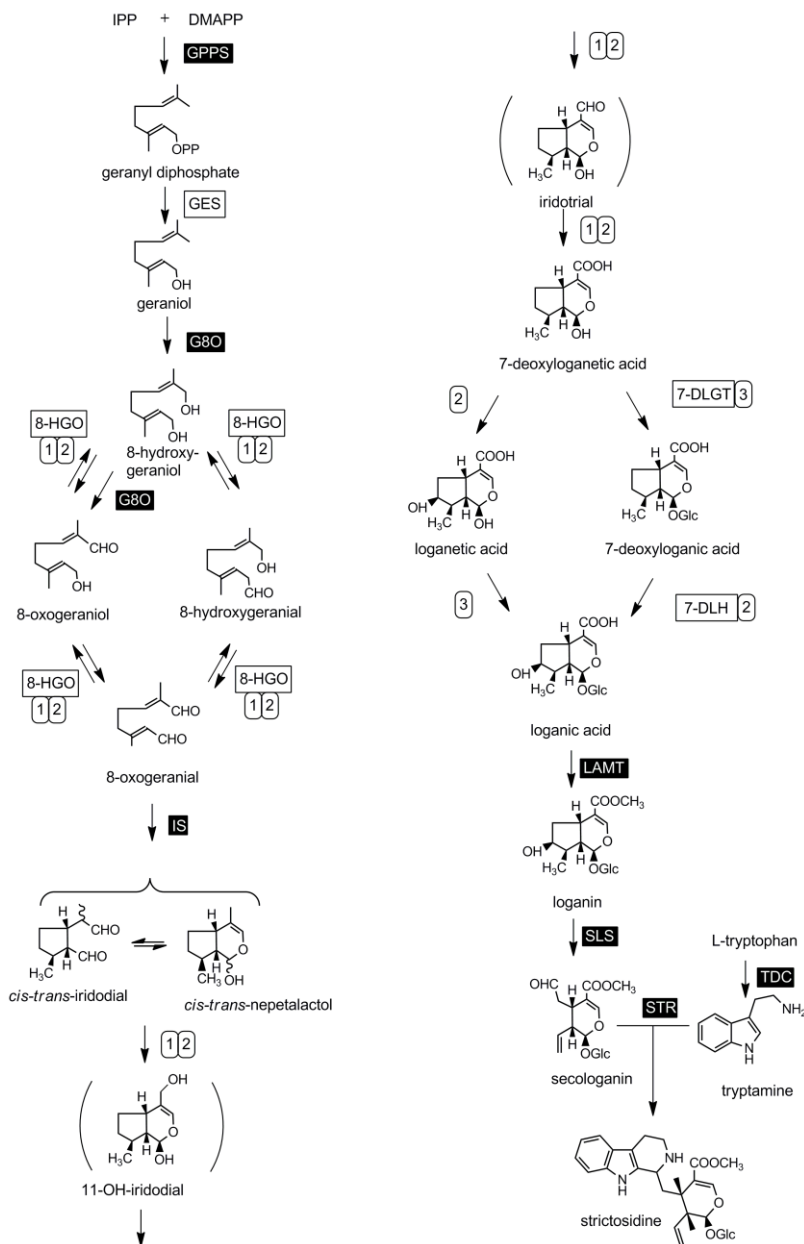 IPP + DMAPP
GPPS
OPP
geranyl diphosphate
GES
OH
geraniol
G8O
OH
OH
8-hydroxy-
geraniol
8-HGO
1 2
8-HGO
1 2
G8O
CHO
OH
8-oxogeraniol
OH
CHO
8-hydroxygeranial
8-HGO
1 2
8-HGO
1 2
CHO
CHO
8-oxogeranial
IS
H
CHO
CHO
H
H3C
cis-trans-iridodial
H
O
H
CH3
OH
cis-trans-nepetalactol
1 2
OH
H
O
H
H3C
OH
11-OH-iridodial
1 2
CHO
H
O
H
H3C
OH
iridotrial
1 2
COOH
H
O
H
H3C
OH
7-deoxyloganetic acid
2
7-DLGT 3
COOH
H
O
OH
H
H3C
OH
loganetic acid
COOH
H
O
H
H3C
OGlc
7-deoxyloganic acid
3
7-DLH 2
COOH
H
O
OH
H
H3C
OGlc
loganic acid
LAMT
COOCH3
H
O
OH
H
H3C
OGlc
loganin
SLS
OHC
COOCH3
H
O
H
OGlc
secologanin
STR
L-tryptophan
TDC
NH2
N
H
tryptamine
NH
N
H
COOCH3
H
O
H
OGlc
strictosidine